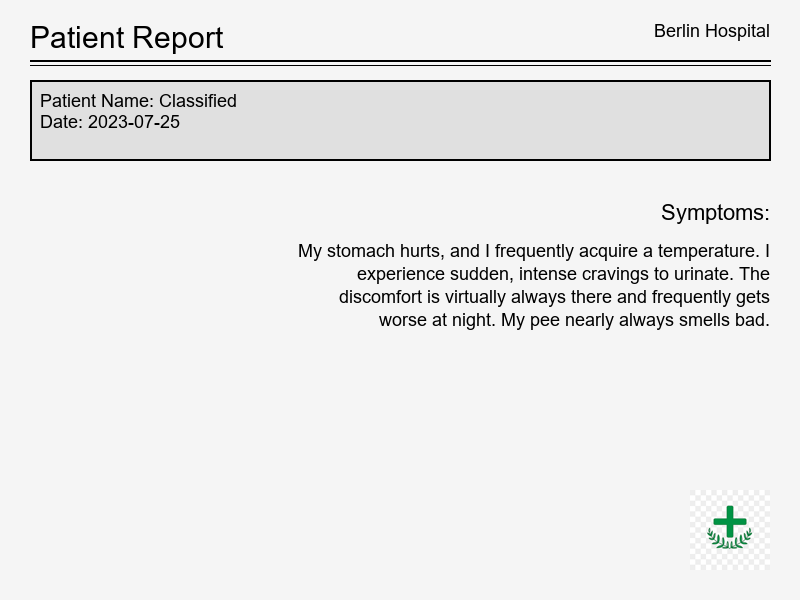 Patient Report
Berlin Hospital
Patient Name: Classified
Date: 2023-07-25
Symptoms:
My stomach hurts, and I frequently acquire a temperature. I
experience sudden, intense cravings to urinate. The
discomfort is virtually always there and frequently gets
worse at night. My pee nearly always smells bad.